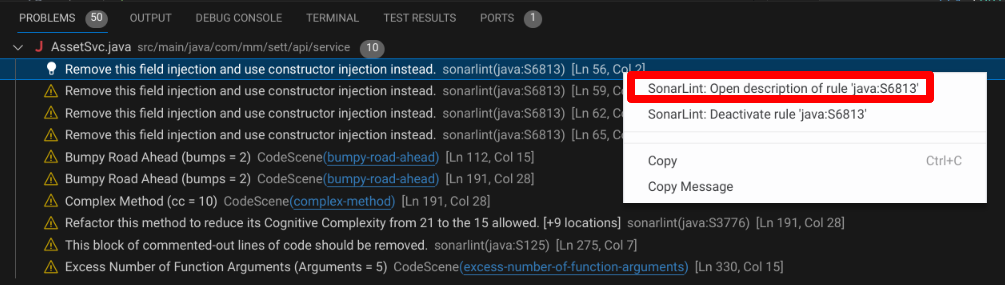 PROBLEMS 50 OUTPUT DEBUG CONSOLE TERMINAL TEST RESULTS PORTS 1
J AssetSvc.java src/main/java/com/mm/sett/api/service 10
Remove this field injection and use constructor injection instead. sonarlint(java:S6813) [Ln 56, Col 2]
Remove this field injection and use constructor injection instead. sonarlint(java:S6813) [Ln 59,
Remove this field injection and use constructor injection instead. sonarlint(java:S6813) [Ln 62,
Remove this field injection and use constructor injection instead. sonarlint(java:S6813) [Ln 65,
Bumpy Road Ahead (bumps = 2) CodeScene(bumpy-road-ahead) [Ln 112, Col 15]
Bumpy Road Ahead (bumps = 2) CodeScene(bumpy-road-ahead) [Ln 191, Col 28]
Complex Method (cc = 10) CodeScene(complex-method) [Ln 191, Col 28]
Refactor this method to reduce its Cognitive Complexity from 21 to the 15 allowed. [+9 locations] sonarlint(java:S3776) [Ln 191, Col 28]
This block of commented-out lines of code should be removed. sonarlint(java:S125) [Ln 275, Col 7]
Excess Number of Function Arguments (Arguments = 5) CodeScene(excess-number-of-function-arguments) [Ln 330, Col 15]
SonarLint: Open description of rule 'java:S6813'
SonarLint: Deactivate rule 'java:S6813'
Copy Ctrl+C
Copy Message